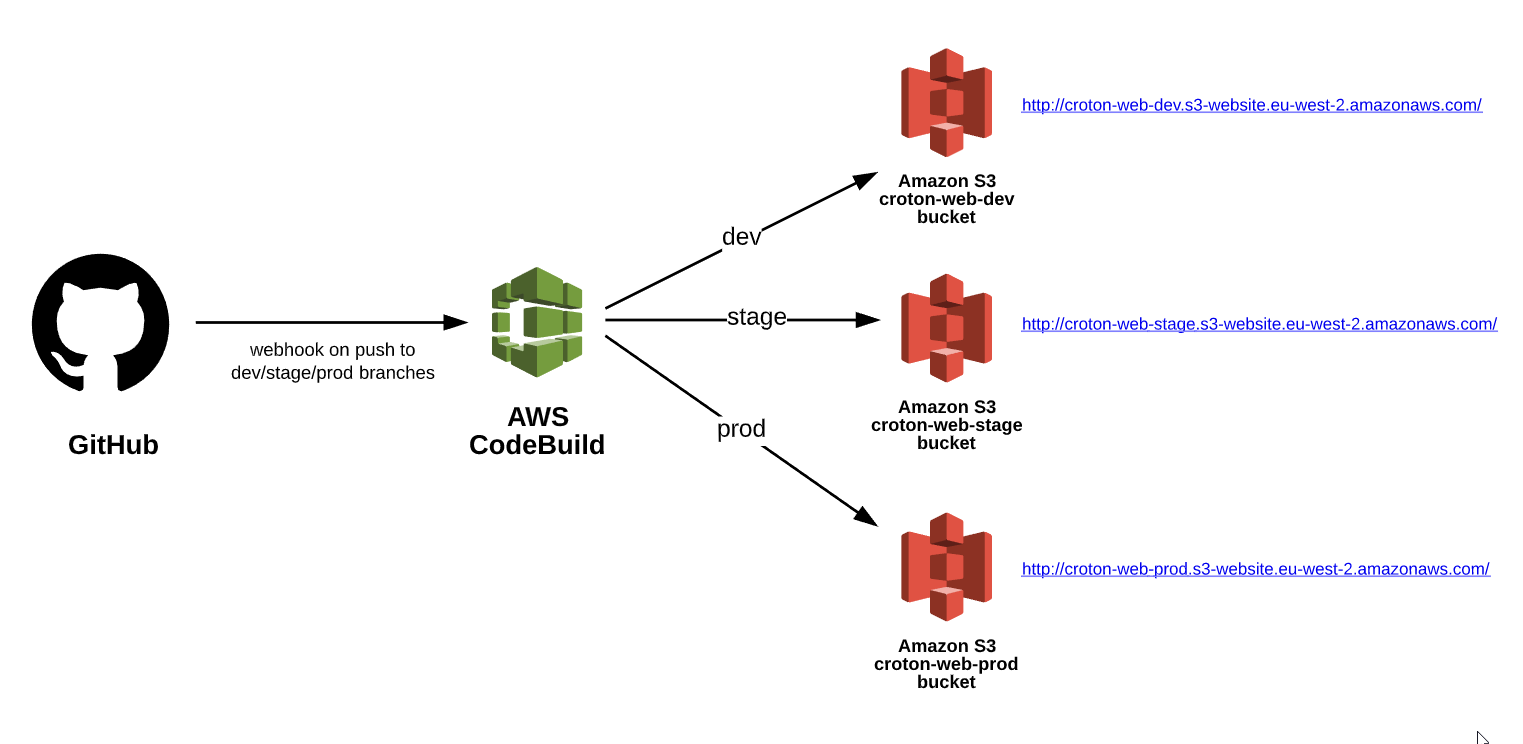 GitHub
webhook on push to
dev/stage/prod branches
AWS
CodeBuild
dev
stage
prod
Amazon S3
croton-web-dev
bucket
http://croton-web-dev.s3-website.eu-west-2.amazonaws.com/
Amazon S3
croton-web-stage
bucket
http://croton-web-stage.s3-website.eu-west-2.amazonaws.com/
Amazon S3
croton-web-prod
bucket
http://croton-web-prod.s3-website.eu-west-2.amazonaws.com/